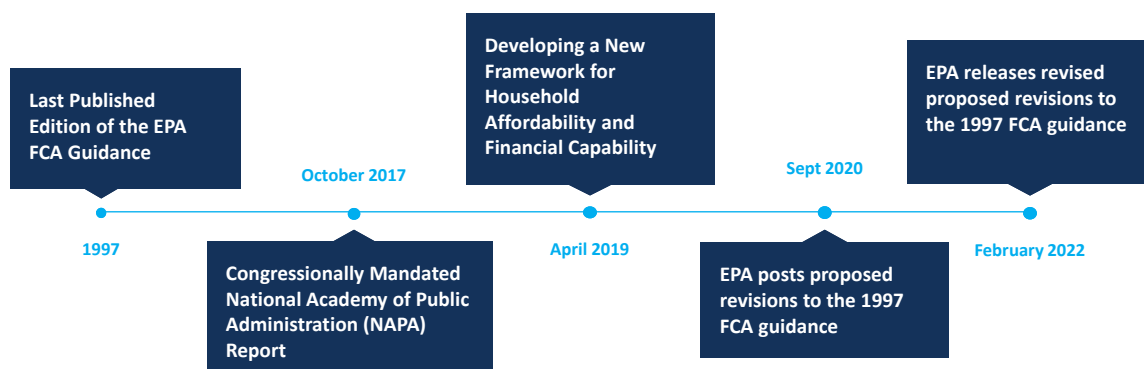 Last Published
Edition of the EPA
FCA Guidance
1997
October 2017
Congressionally Mandated
National Academy of Public
Administration (NAPA)
Report
Developing a New
Framework for
Household
Affordability and
Financial Capability
April 2019
Sept 2020
EPA posts proposed
revisions to the 1997
FCA guidance
EPA releases revised
proposed revisions to
the 1997 FCA guidance
February 2022